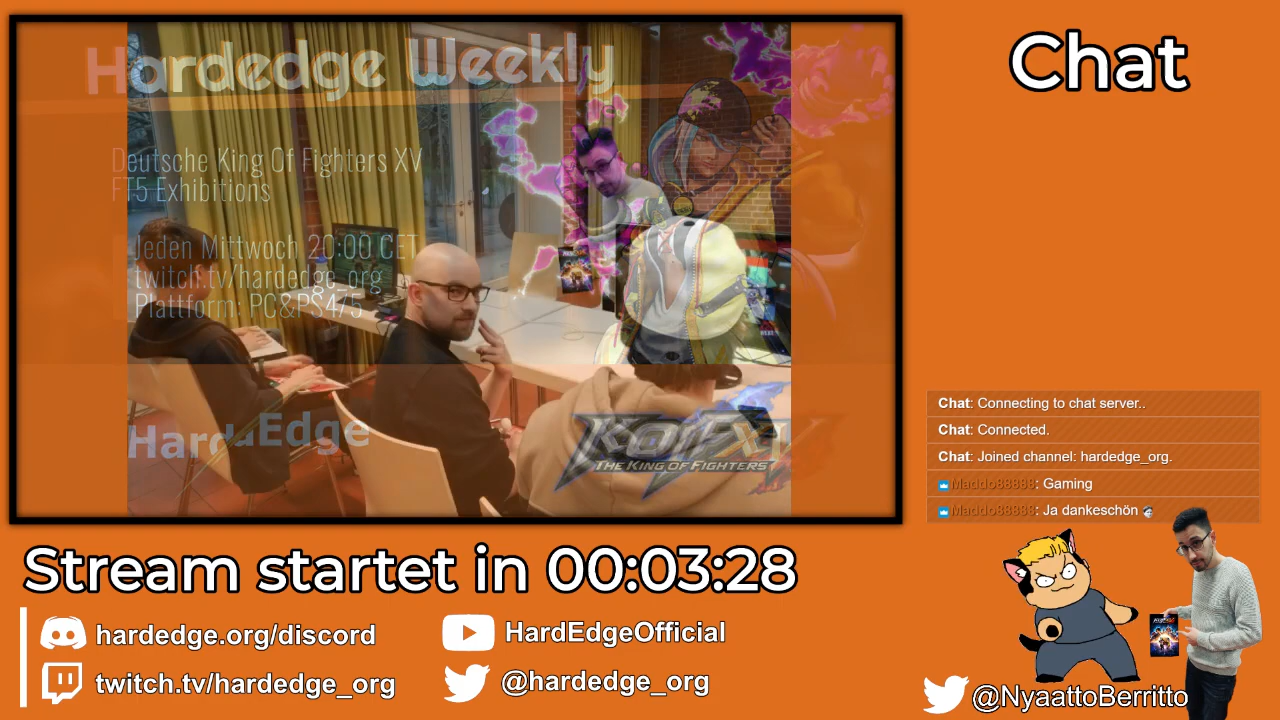 Hardedge Weekly
Deutsche King Of Fighters XV
FT5 Exhibitions
Jeden Mittwoch 20:00 CET
twitch.tv/hardedge_org
Plattform: PC&PS4/5
HardEdge
KOFXV
THE KING OF FIGHTERS
Chat
Chat: Connecting to chat server..
Chat: Connected.
Chat: Joined channel: hardedge_org.
Maddo88888: Gaming
Maddo88888: Ja dankeschön
Stream startet in 00:03:28
hardedge.org/discord
HardEdgeOfficial
twitch.tv/hardedge_org
@hardedge_org
@NyaattoBerritto